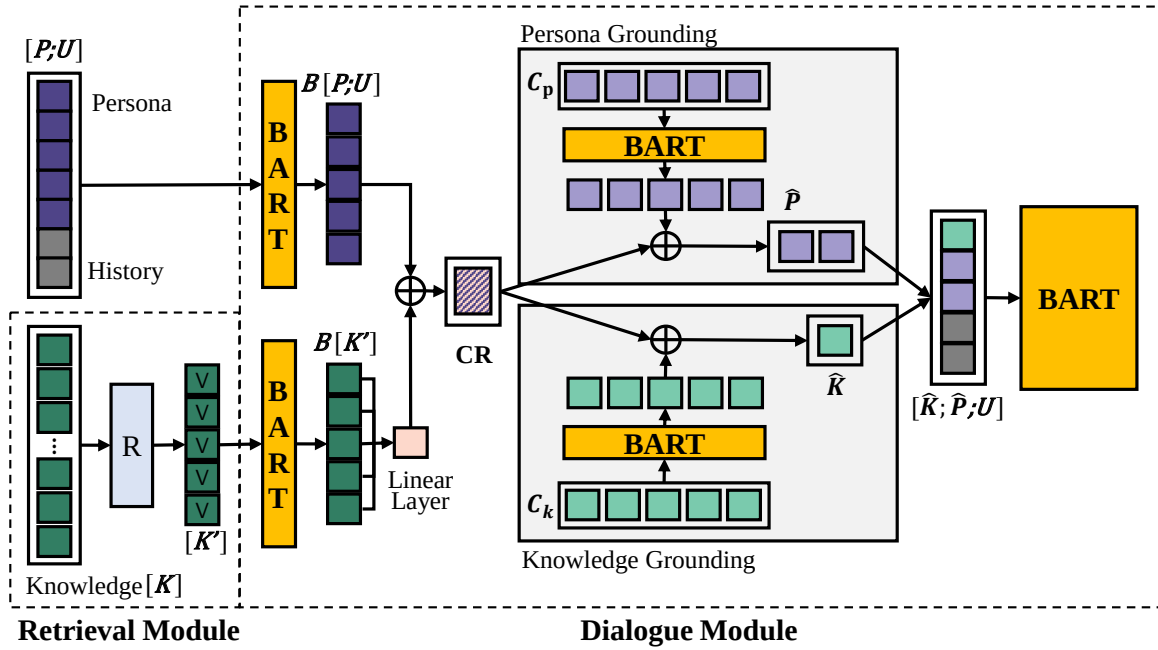 [P;U]
Persona
History
B
A
R
T
B[P;U]
Persona Grounding
C_p
BART
P̂
CR
[K̂; P̂;U]
BART
R
V
V
V
V
V
[K']
Knowledge[K]
B
A
R
T
B[K']
Linear
Layer
K̂
BART
C_k
Knowledge Grounding
Retrieval Module
Dialogue Module